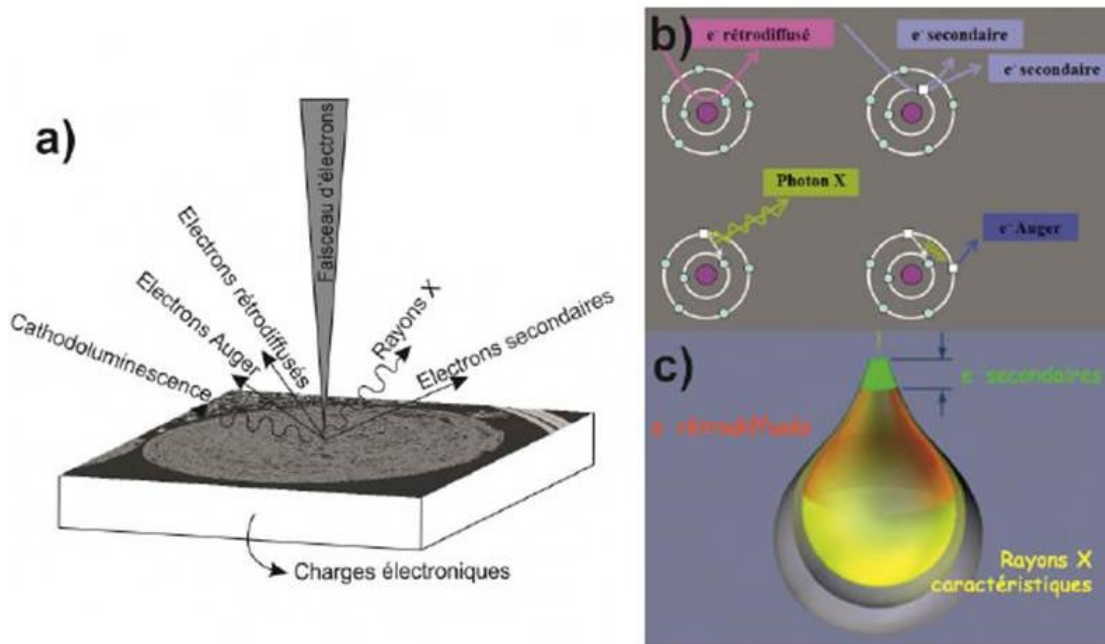 a)
Faisceau d'électrons
Electrons rétrodiffusés
Electrons Auger
Cathodoluminescence
Rayons X
Electrons secondaires
Charges électroniques
b)
e⁻ rétrodiffusé
e⁻ secondaire
e⁻ secondaire
Photon X
e⁻ Auger
c)
e⁻ secondaires
e⁻ rétrodiffusés
Rayons X
caractéristiques